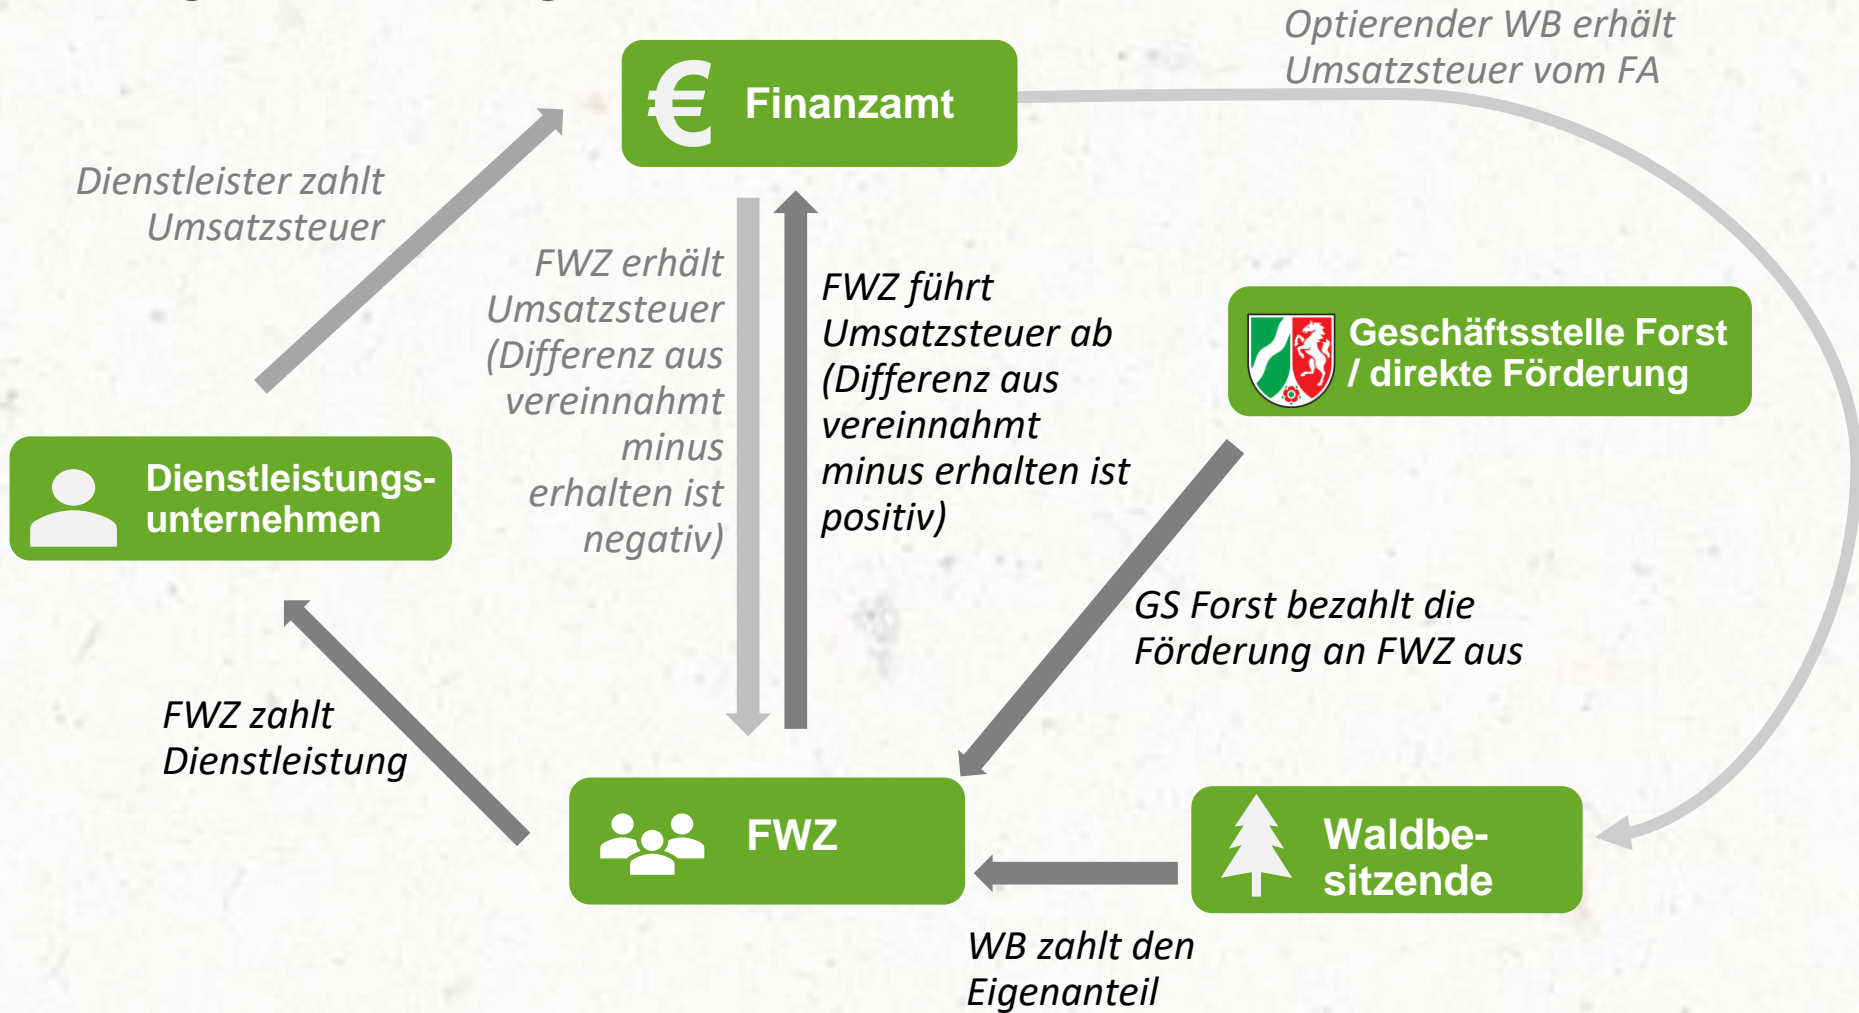 Optierender WB erhält
Umsatzsteuer vom FA
€ Finanzamt
Dienstleister zahlt
Umsatzsteuer
FWZ erhält
Umsatzsteuer
(Differenz aus
vereinnahmt
minus
erhalten ist
negativ)
FWZ führt
Umsatzsteuer ab
(Differenz aus
vereinnahmt
minus erhalten ist
positiv)
Geschäftsstelle Forst
/ direkte Förderung
Dienstleistungs-
unternehmen
GS Forst bezahlt die
Förderung an FWZ aus
FWZ zahlt
Dienstleistung
FWZ
Waldbe-
sitzende
WB zahlt den
Eigenanteil